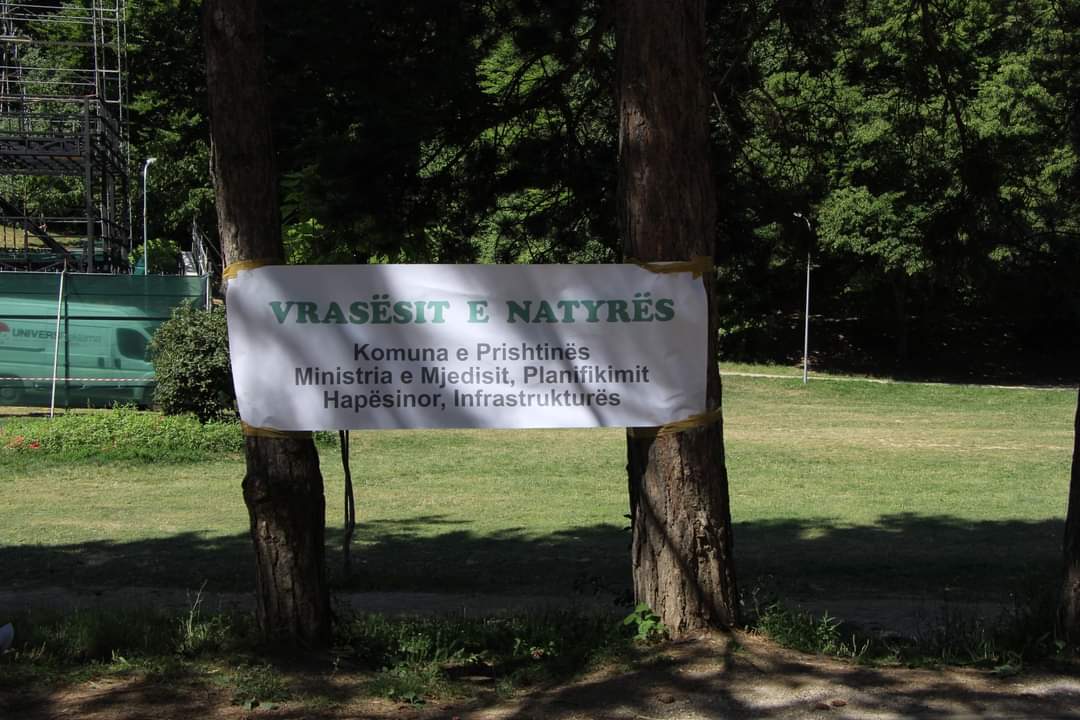 VRASËSIT E NATYRËS
Komuna e Prishtinës
Ministria e Mjedisit, Planifikimit
Hapësinor, Infrastrukturës